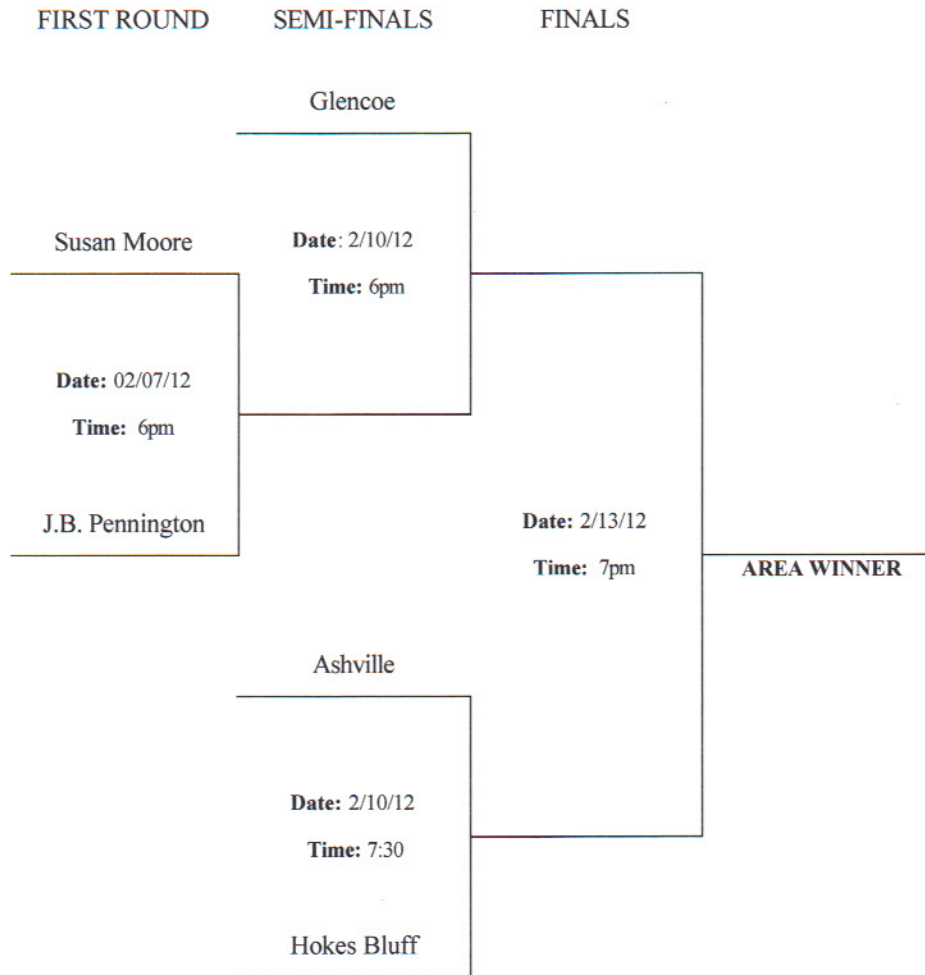 FIRST ROUND SEMI-FINALS FINALS
Glencoe
Susan Moore
Date: 2/10/12
Time: 6pm
Date: 02/07/12
Time: 6pm
J.B. Pennington
Date: 2/13/12
Time: 7pm
AREA WINNER
Ashville
Date: 2/10/12
Time: 7:30
Hokes Bluff